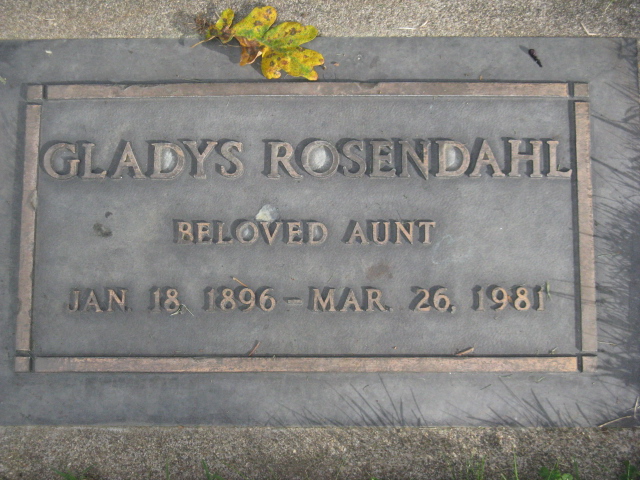 GLADYS ROSENDAHL
BELOVED AUNT
JAN. 18, 1896 – MAR. 26, 1981